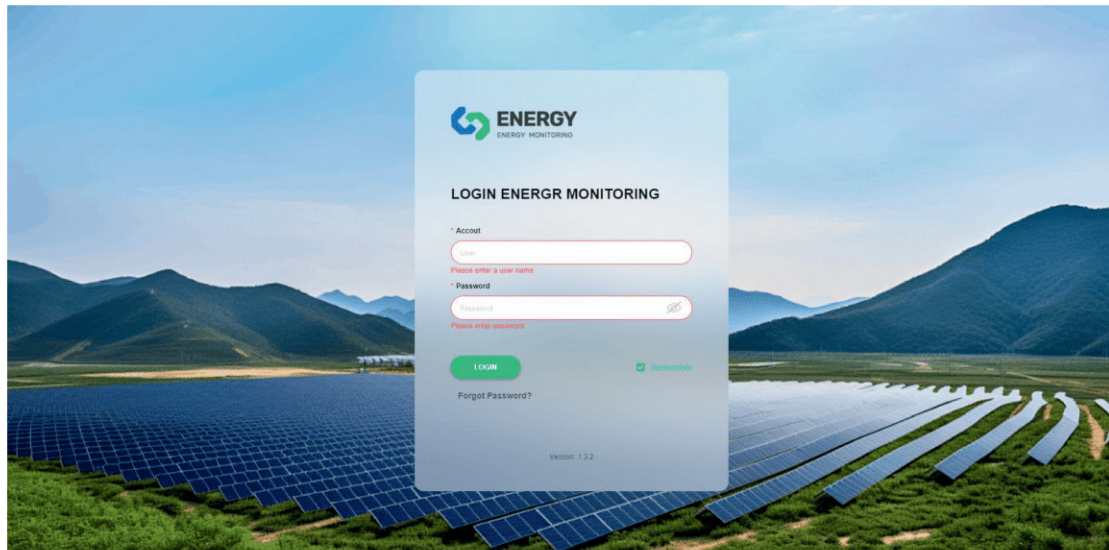 ENERGY
ENERGY MONITORING
LOGIN ENERGR MONITORING
* Accout
User
Please enter a user name
* Password
Password
Please enter password
LOGIN
Remember
Forgot Password?
Version: 1.3.2